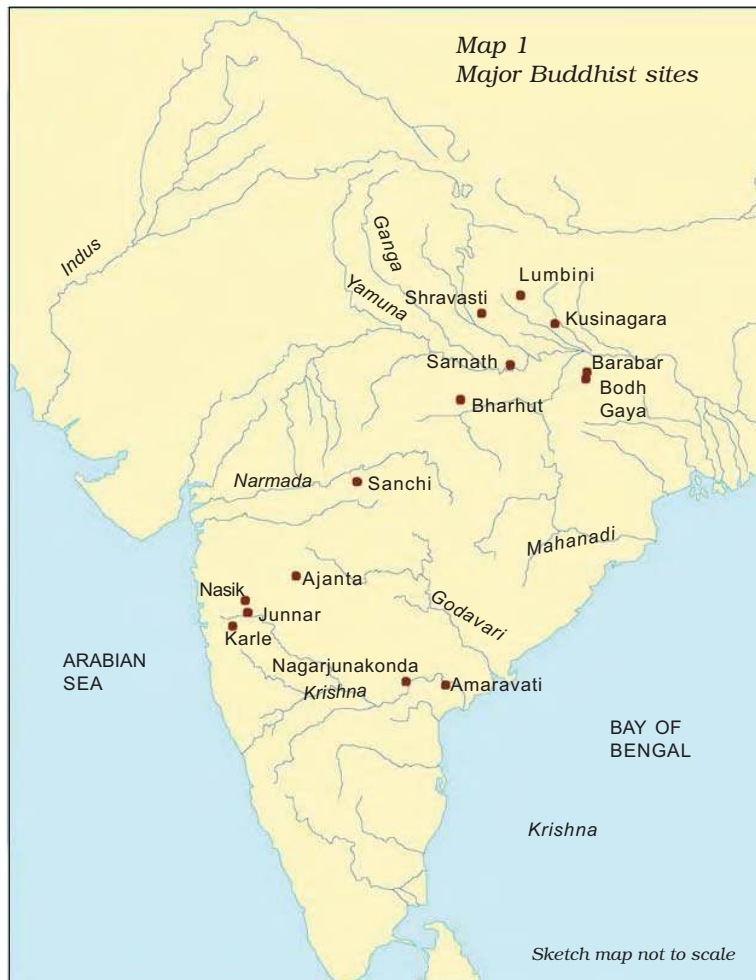 Map 1
Major Buddhist sites
Indus
Ganga
Yamuna
Lumbini
Shravasti
Kusinagara
Sarnath
Barabar
Bodh
Gaya
Bharhut
Narmada
Sanchi
Mahanadi
Ajanta
Nasik
Junnar
Godavari
Karle
ARABIAN
SEA
Nagarjunakonda
Krishna
Amaravati
BAY OF
BENGAL
Krishna
Sketch map not to scale